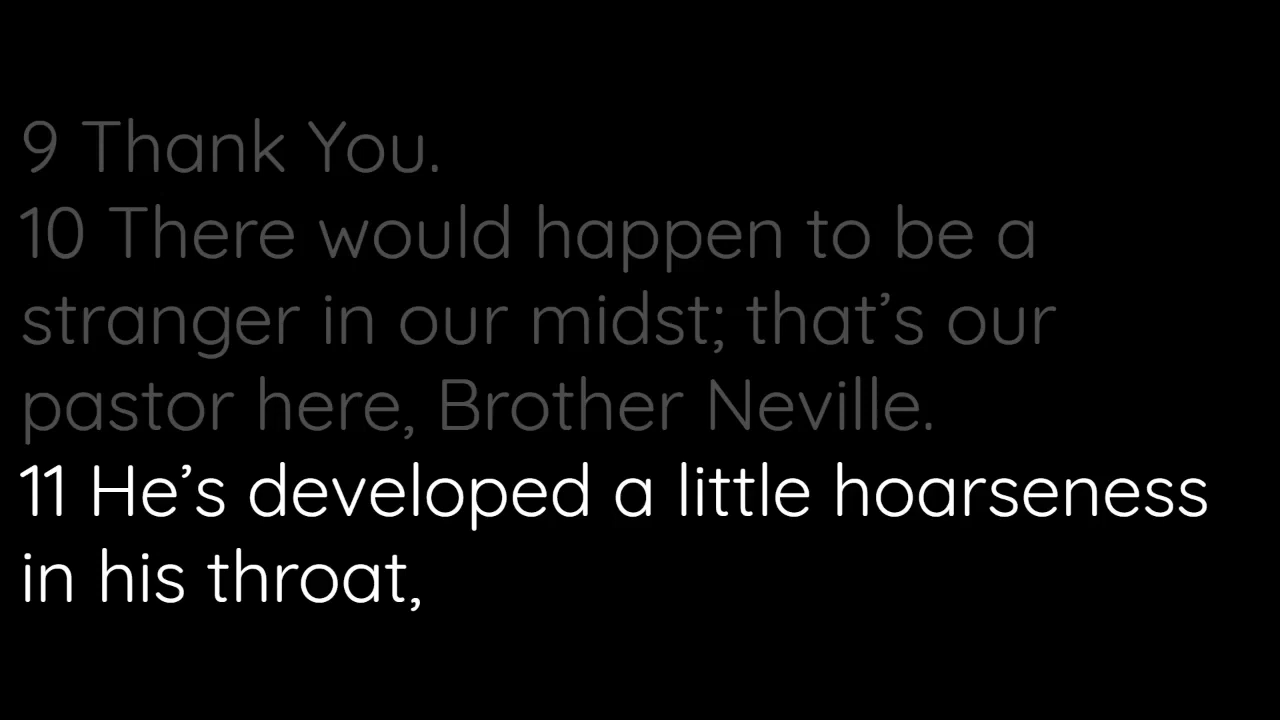 9 Thank You.
10 There would happen to be a
stranger in our midst; that’s our
pastor here, Brother Neville.
11 He’s developed a little hoarseness
in his throat,